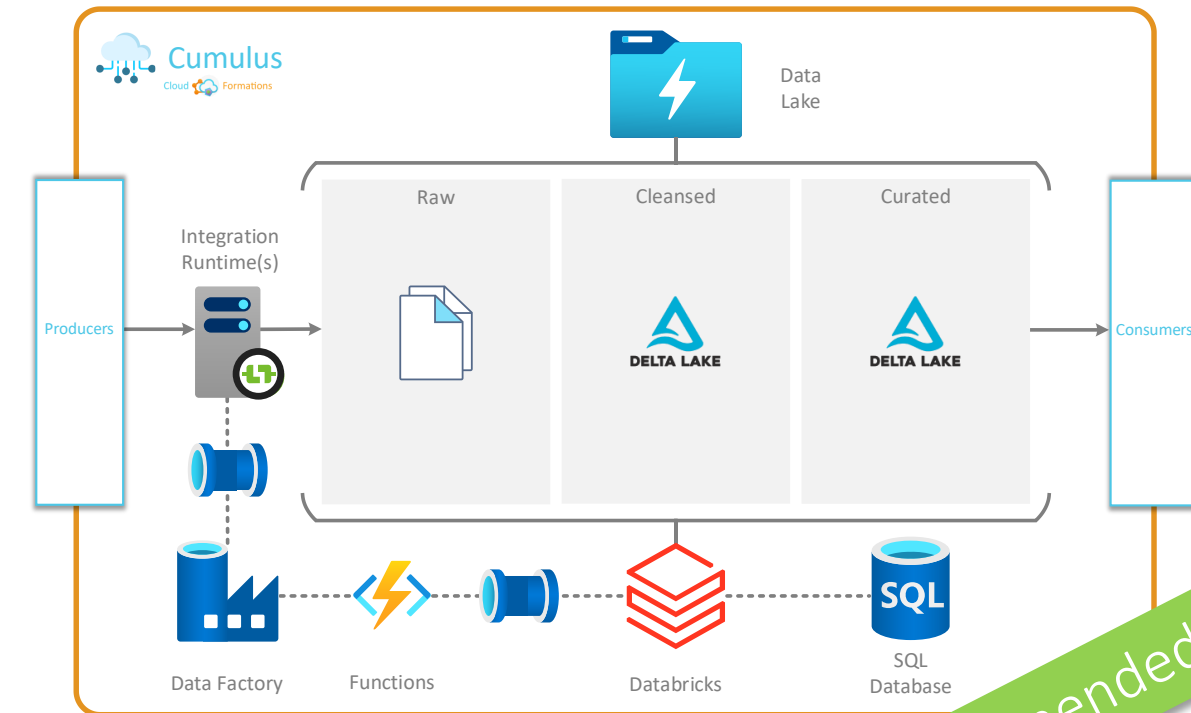 Cumulus
Cloud Formations
Data
Lake
Raw
Cleansed
Curated
Integration
Runtime(s)
Producers
DELTA LAKE
DELTA LAKE
Consumers
SQL
Data Factory
Functions
Databricks
SQL
Database